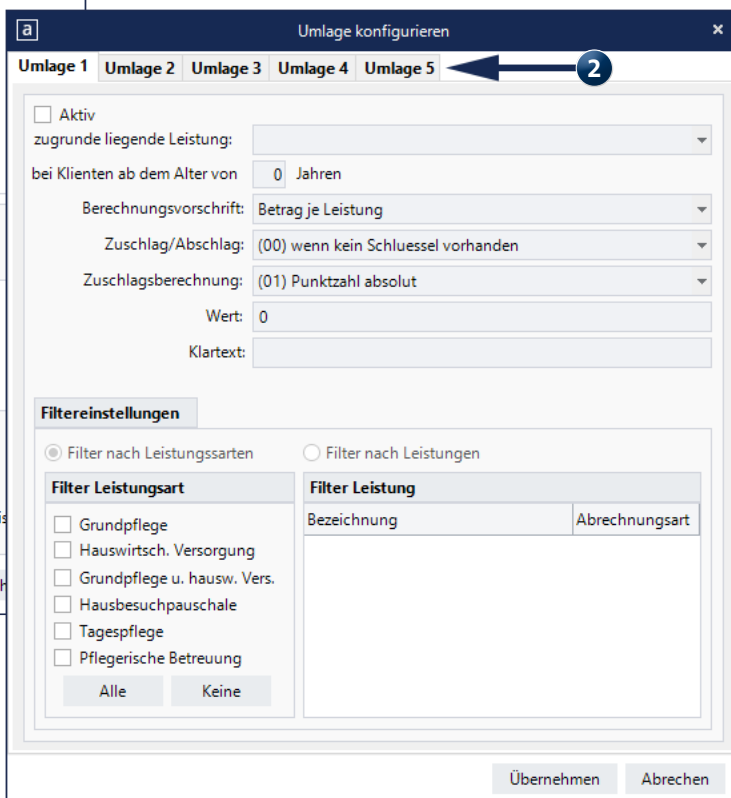 a Umlage konfigurieren ×
Umlage 1 Umlage 2 Umlage 3 Umlage 4 Umlage 5 2
Aktiv
zugrunde liegende Leistung:
bei Klienten ab dem Alter von 0 Jahren
Berechnungsvorschrift: Betrag je Leistung
Zuschlag/Abschlag: (00) wenn kein Schluessel vorhanden
Zuschlagsberechnung: (01) Punktzahl absolut
Wert: 0
Klartext:
Filtereinstellungen
Filter nach Leistungssarten Filter nach Leistungen
Filter Leistungsart Filter Leistung
Bezeichnung Abrechnungsart
Grundpflege
Hauswirtsch. Versorgung
Grundpflege u. hausw. Vers.
Hausbesuchpauschale
Tagespflege
Pflegerische Betreuung
Alle Keine
Übernehmen Abrechen